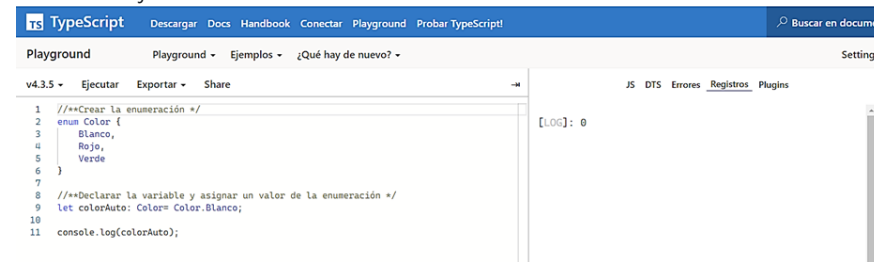 TS TypeScript Descargar Docs Handbook Conectar Playground Probar TypeScript! Buscar en docume
Playground Playground Ejemplos ¿Qué hay de nuevo? Setting
v4.3.5 Ejecutar Exportar Share JS DTS Errores Registros Plugins
1 //**Crear la enumeración */
2 enum Color {
3 Blanco,
4 Rojo,
5 Verde
6 }
7
8 //**Declarar la variable y asignar un valor de la enumeración */
9 let colorAuto: Color= Color.Blanco;
10
11 console.log(colorAuto);
[LOG]: 0